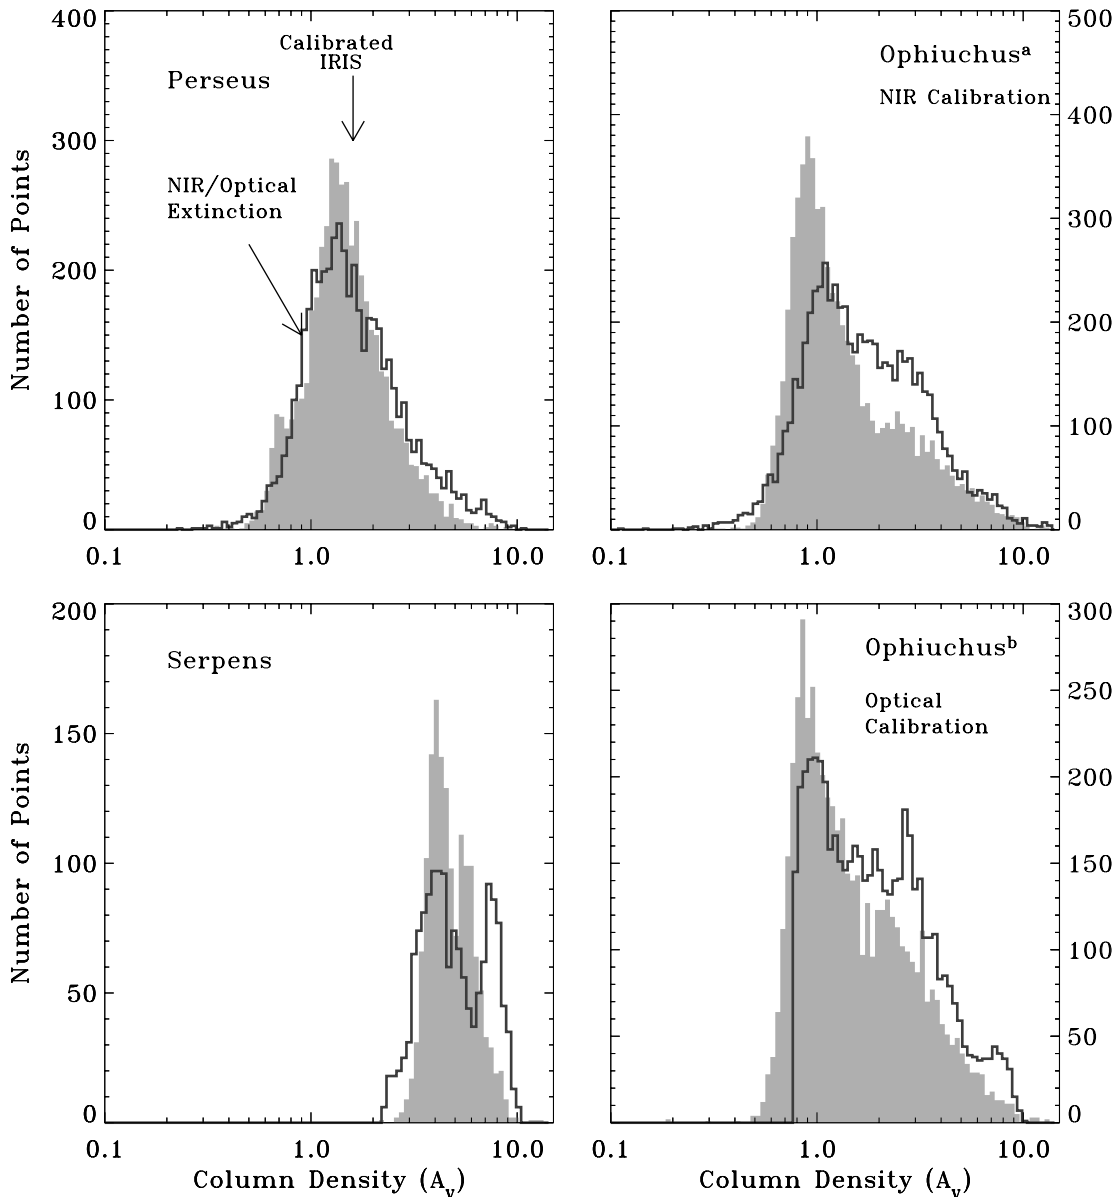 400
300
200
100
0
Number of Points
Perseus
Calibrated
IRIS
NIR/Optical
Extinction
0.1 1.0 10.0
500
400
300
200
100
0
Ophiuchusᵃ
NIR Calibration
0.1 1.0 10.0
200
150
100
50
0
Number of Points
Serpens
0.1 1.0 10.0
Column Density (Aᵥ)
300
250
200
150
100
50
0
Ophiuchusᵇ
Optical
Calibration
0.1 1.0 10.0
Column Density (Aᵥ)